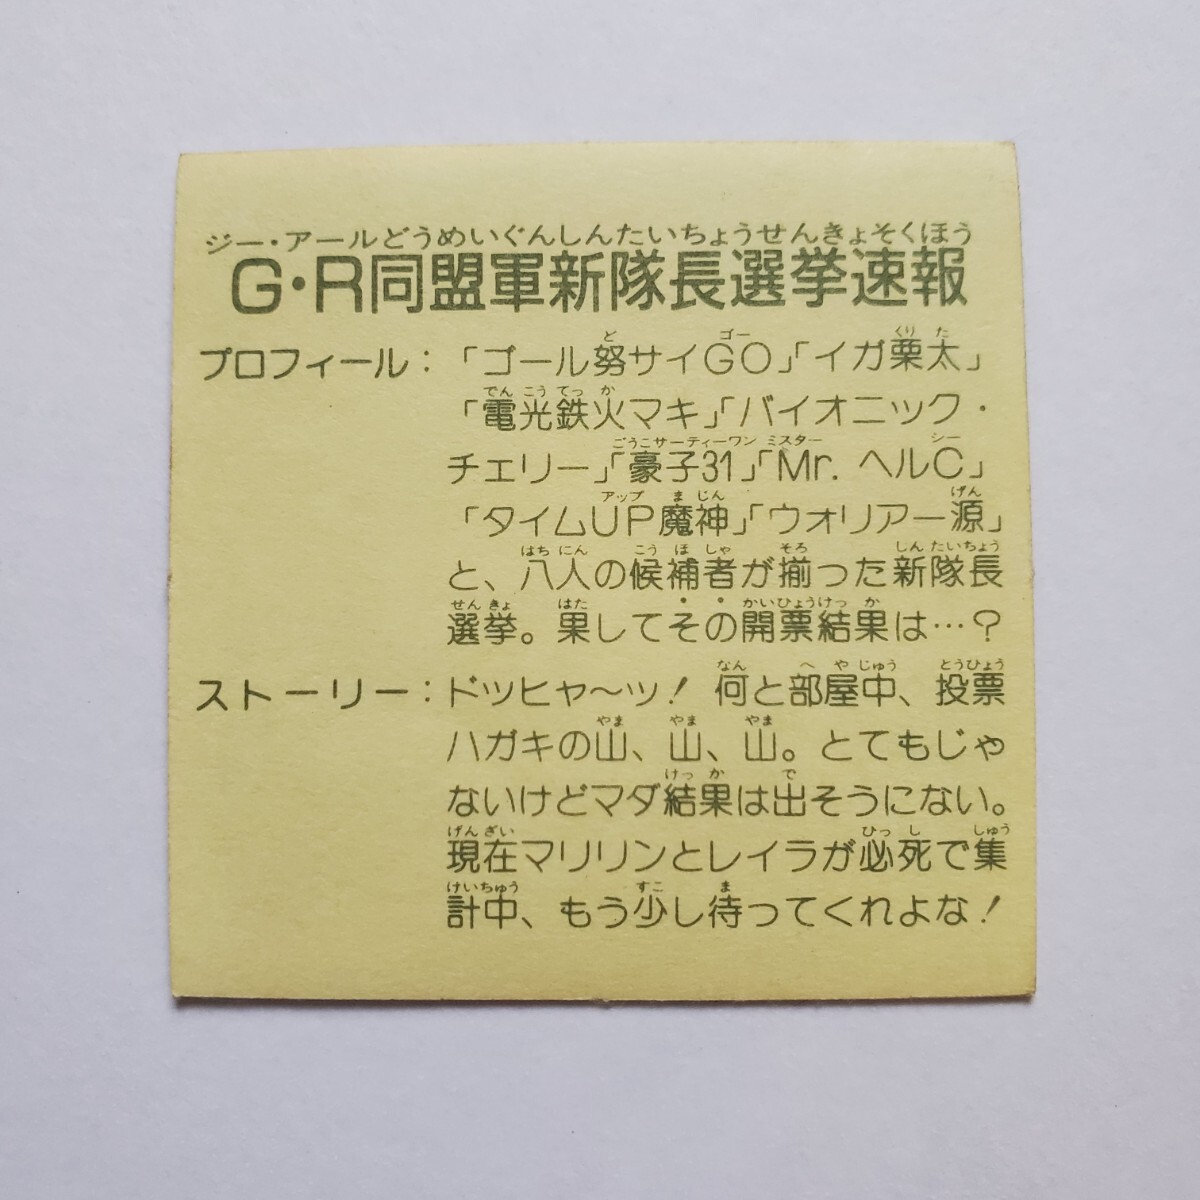 ジー・アールどうめいぐんしんたいちょうせんきょそくほう
G・R同盟軍新隊長選挙速報
プロフィール：「ゴール努サイGO」「イガ栗太」
「電光鉄火マキ」「バイオニック・
チェリー」「豪子31」「Mr. ヘルC」
「タイムUP魔神」「ウォリアー源」
と、八人の候補者が揃った新隊長
選挙。果してその開票結果は…？
ストーリー：ドッヒャ〜ッ！何と部屋中、投票
ハガキの山、山、山。とてもじゃ
ないけどマダ結果は出そうにない。
現在マリリンとレイラが必死で集
計中、もう少し待ってくれよな！